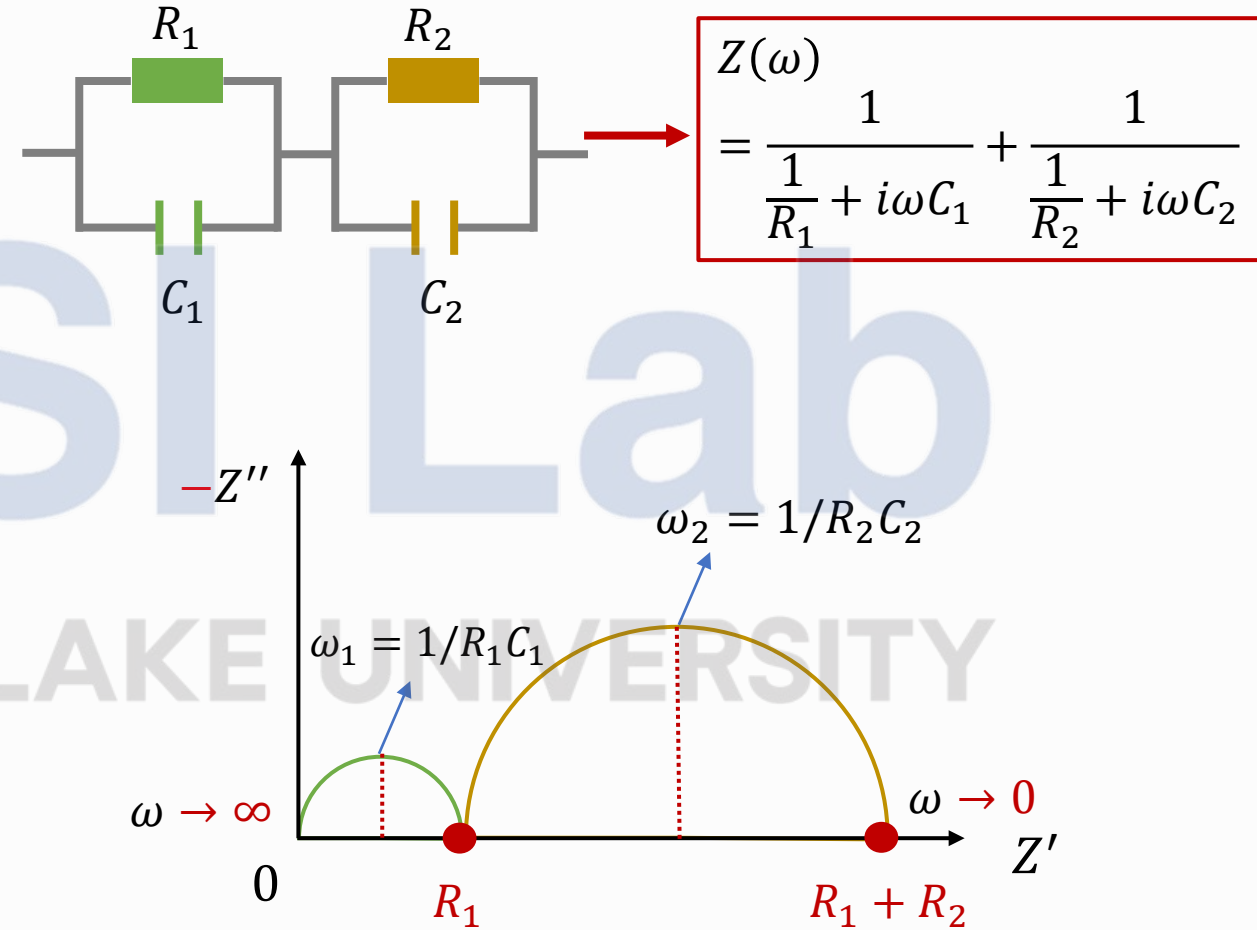 R₁
R₂
C₁
C₂
Z(ω)
= 1/(1/R₁ + iωC₁) + 1/(1/R₂ + iωC₂)
SI Lab
−Z′′
ω₂ = 1/R₂C₂
ω₁ = 1/R₁C₁
LAKE UNIVERSITY
ω → ∞
ω → 0
Z′
0
R₁
R₁ + R₂